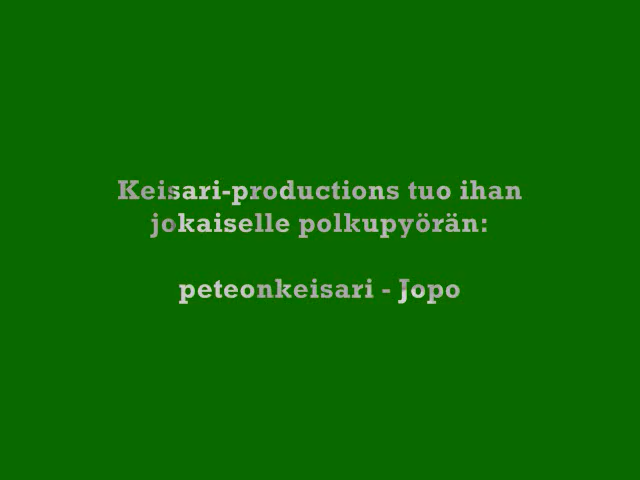 Keisari-productions tuo ihan
jokaiselle polkupyörän:
peteonkeisari - Jopo